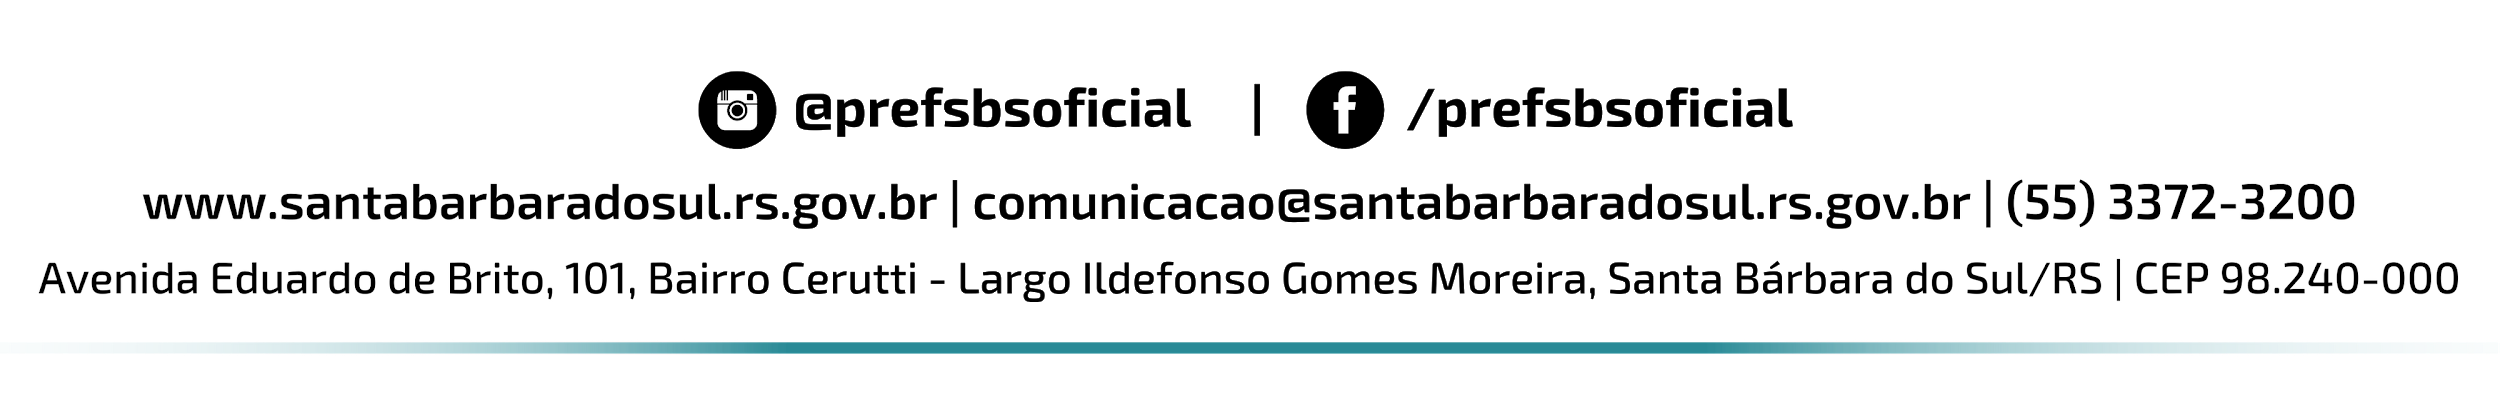 @prefsbsoficial | /prefsbsoficial
www.santabarbaradosul.rs.gov.br | comunicacao@santabarbaradosul.rs.gov.br | (55) 3372-3200
Avenida Eduardo de Brito, 101, Bairro Cerutti - Largo Ildefonso Gomes Moreira, Santa Bárbara do Sul/RS | CEP 98.240-000